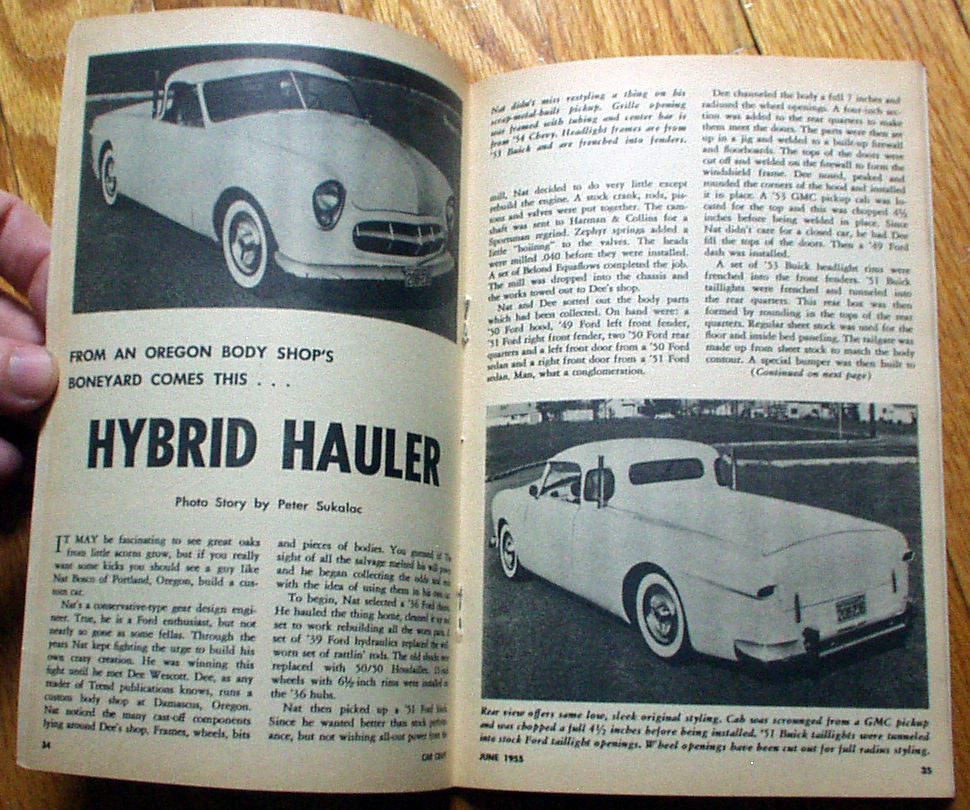 FROM AN OREGON BODY SHOP'S
BONEYARD COMES THIS . . .
HYBRID HAULER
Photo Story by Peter Sukalac
IT MAY be fascinating to see great oaks
from little acorns grow, but if you really
want some kicks you should see a guy like
Nat Bosco of Portland, Oregon, build a cus-
tom car.
Nat's a conservative-type gear design engi-
neer. True, he is a Ford enthusiast, but not
nearly so gone as some fellas. Through the
years Nat kept fighting the urge to build his
own crazy creation. He was winning this
fight until he met Dee Wescott. Dee, as any
reader of Trend publications knows, runs a
custom body shop at Damascus, Oregon.
Nat noticed the many cast-off components
lying around Dee's shop. Frames, wheels, bits
34
and pieces of bodies. You guessed it. The
sight of all the salvage melted his will power
and he began collecting the odds and ends
with the idea of using them in his own car.
To begin, Nat selected a '36 Ford
He hauled the thing home, cleaned it up and
set to work rebuilding all the worn parts. A
set of '39 Ford hydraulics replaced the
worn set of rattlin' rods. The old shocks were
replaced with 50/50 Houdailles. 15-inch
wheels with 6½-inch rims were installed on
the '36 hubs.
Nat then picked up a '51 Ford
Since he wanted better than stock perform-
ance, but not wishing all-out power from the
CAR CRAFT
Nat didn't miss restyling a thing on his
scrap-metal-built pickup. Grille opening
was framed with tubing and center bar is
from '54 Chevy. Headlight frames are from
'53 Buick and are frenched into fenders.
mill, Nat decided to do very little except
rebuild the engine. A stock crank, rods, pis-
tons and valves were put together. The cam-
shaft was sent to Harman & Collins for a
Sportsman regrind. Zephyr springs added a
little "boiinng" to the valves. The heads
were milled .040 before they were installed.
A set of Belond Equaflows completed the job.
The mill was dropped into the chassis and
the works towed out to Dee's shop.
Nat and Dee sorted out the body parts
which had been collected. On hand were: a
'50 Ford hood, '49 Ford left front fender,
'51 Ford right front fender, two '50 Ford rear
quarters and a left front door from a '50 Ford
sedan and a right front door from a '51 Ford
sedan. Man, what a conglomeration.
Dee channeled the body a full 7 inches and
radiused the wheel openings. A four-inch sec-
tion was added to the rear quarters to make
them meet the doors. The parts were then set
up in a jig and welded to a built-up firewall
and floorboards. The tops of the doors were
cut off and welded on the firewall to form the
windshield frame. Dee nosed, peaked and
rounded the corners of the hood and installed
it in place. A '53 GMC pickup cab was lo-
cated for the top and this was chopped 4½
inches before being welded in place. Since
Nat didn't care for a closed car, he had Dee
fill the tops of the doors. Then a '49 Ford
dash was installed.
A set of '53 Buick headlight rims were
frenched into the front fenders. '51 Buick
taillights were frenched and tunneled into
the rear quarters. This rear box was then
formed by rounding in the tops of the rear
quarters. Regular sheet stock was used for the
floor and inside bed paneling. The tailgate was
made up from sheet stock to match the body
contour. A special bumper was then built to
(Continued on next page)
Rear view offers same low, sleek original styling. Cab was scrounged from a GMC pickup
and was chopped a full 4½ inches before being installed. '51 Buick taillights were tunneled
into stock Ford taillight openings. Wheel openings have been cut out for full radius styling.
JUNE 1955
35